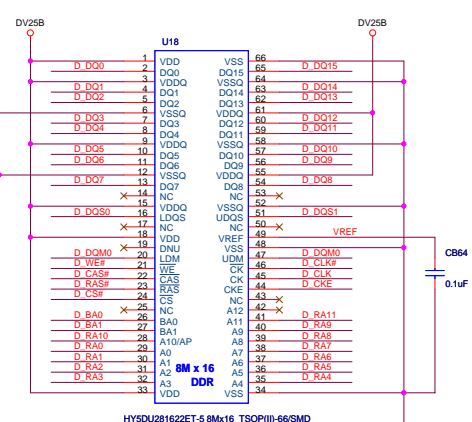 DV25B DV25B
U18
1 VDD VSS 66
D_DQ0 2 DQ0 DQ15 65 D_DQ15
3 VDDQ VSSQ 64
D_DQ1 4 DQ1 DQ14 63 D_DQ14
D_DQ2 5 DQ2 DQ13 62 D_DQ13
6 VSSQ VDDQ 61
D_DQ3 7 DQ3 DQ12 60 D_DQ12
D_DQ4 8 DQ4 DQ11 59 D_DQ11
9 VDDQ VSSQ 58
D_DQ5 10 DQ5 DQ10 57 D_DQ10
D_DQ6 11 DQ6 DQ9 56 D_DQ9
12 VSSQ VDDQ 55
D_DQ7 13 DQ7 DQ8 54 D_DQ8
14 NC NC 53
15 VDDQ VSSQ 52
D_DQS0 16 LDQS UDQS 51 D_DQS1
17 NC NC 50
18 VDD VREF 49 VREF
19 DNU VSS 48
D_DQM0 20 LDM UDM 47 D_DQM0
D_WE# 21 WE CK 46 D_CLK#
D_CAS# 22 CAS CK 45 D_CLK
D_RAS# 23 RAS CKE 44 D_CKE
D_CS# 24 CS NC 43
25 NC A12 42
D_BA0 26 BA0 A11 41 D_RA11
D_BA1 27 BA1 A9 40 D_RA9
D_RA10 28 A10/AP A8 39 D_RA8
D_RA0 29 A0 A7 38 D_RA7
D_RA1 30 A1 A6 37 D_RA6
D_RA2 31 A2 A5 36 D_RA5
D_RA3 32 A3 A4 35 D_RA4
33 VDD VSS 34
8M x 16
DDR
CB64
0.1uF
HY5DU281622ET-5 8Mx16 TSOP(II)-66/SMD